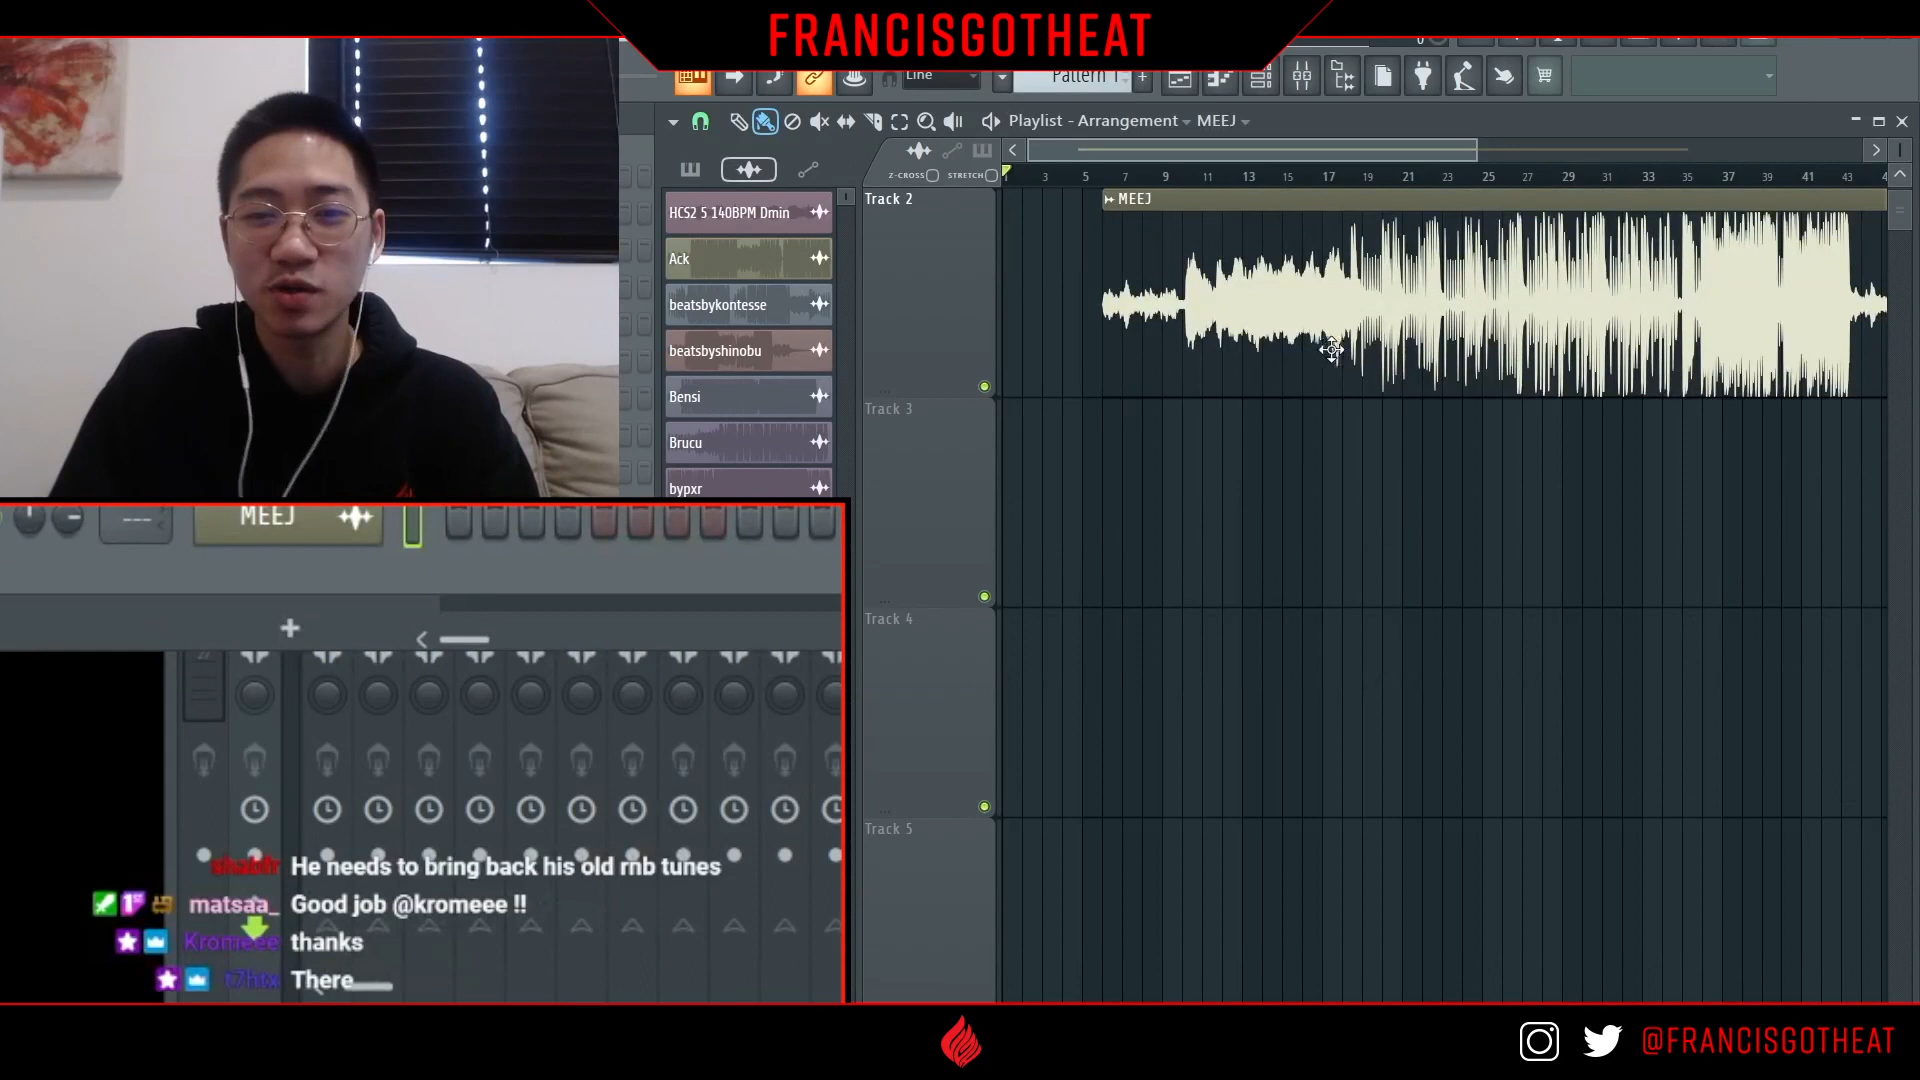 FRANCISGOTHEAT
Line
Pattern 1
Playlist - Arrangement
MEEJ
Z-CROSS
STRETCH
1 3 5 7 9 11 13 15 17 19 21 23 25 27 29 31 33 35 37 39 41 43
HCS2 5 140BPM Dmin
Ack
beatsbykontesse
beatsbyshinobu
Bensi
Brucu
bypxr
Track 2
MEEJ
Track 3
Track 4
Track 5
MEEJ
He needs to bring back his old rnb tunes
matsaa_ Good job @kromeee !!
Kromeee thanks
t7htx There
@FRANCISGOTHEAT